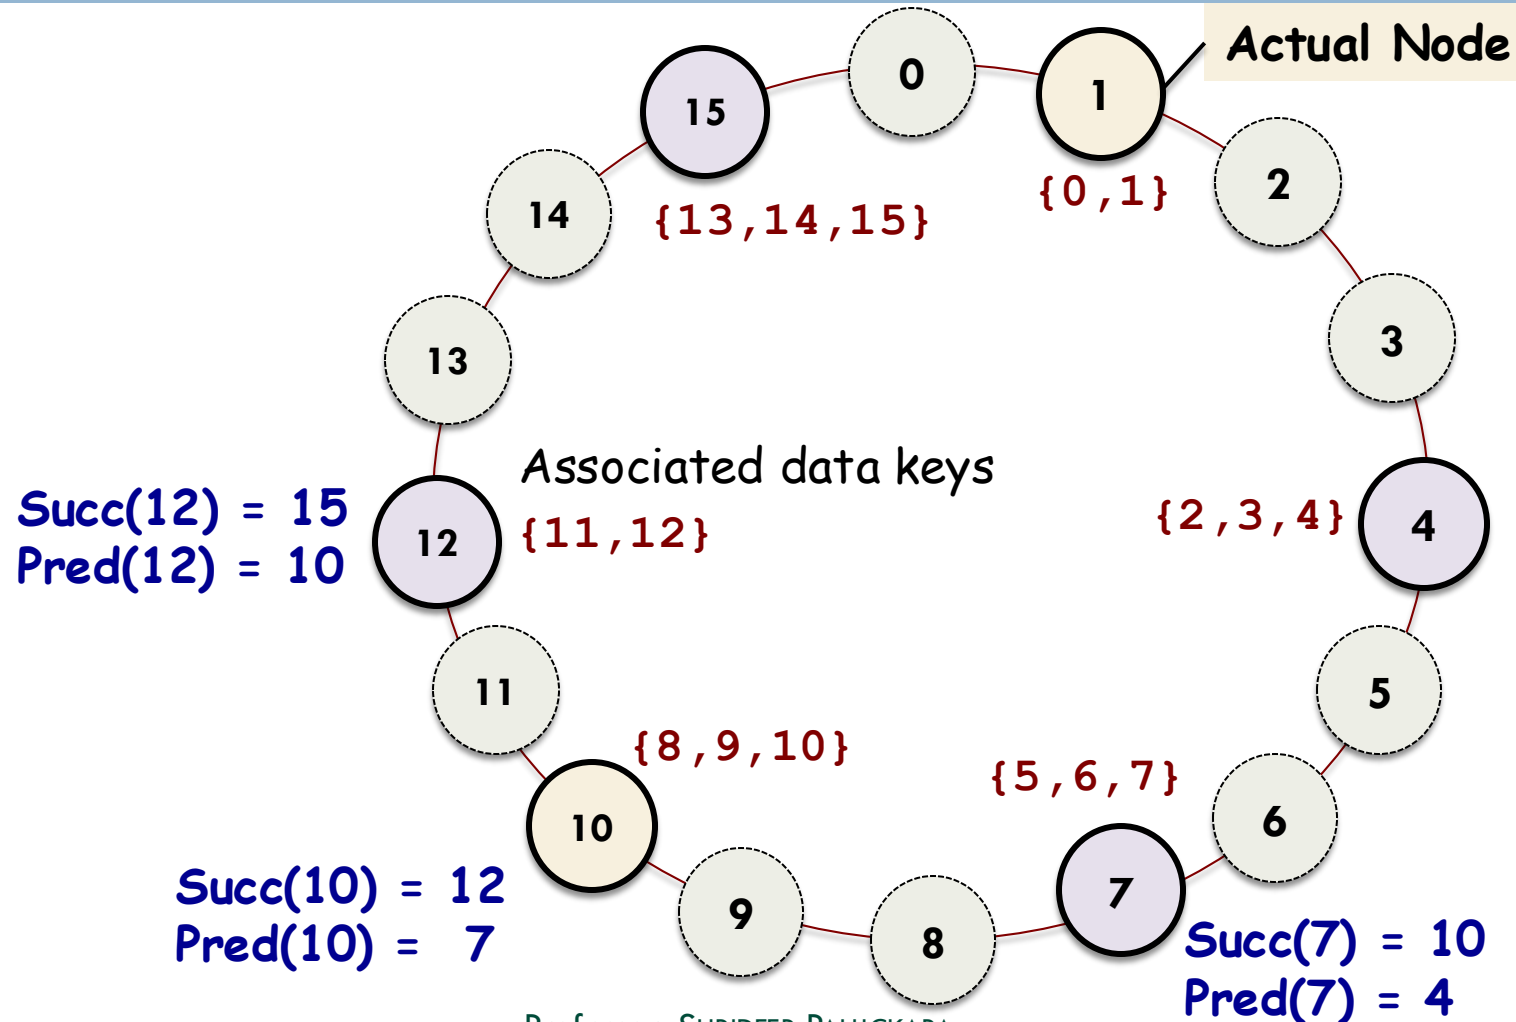 Actual Node
0
1
15
{0,1}
2
14
{13,14,15}
3
13
Associated data keys
Succ(12) = 15
Pred(12) = 10
12
{11,12}
{2,3,4}
4
11
5
{8,9,10}
{5,6,7}
10
6
Succ(10) = 12
Pred(10) = 7
9
8
7
Succ(7) = 10
Pred(7) = 4